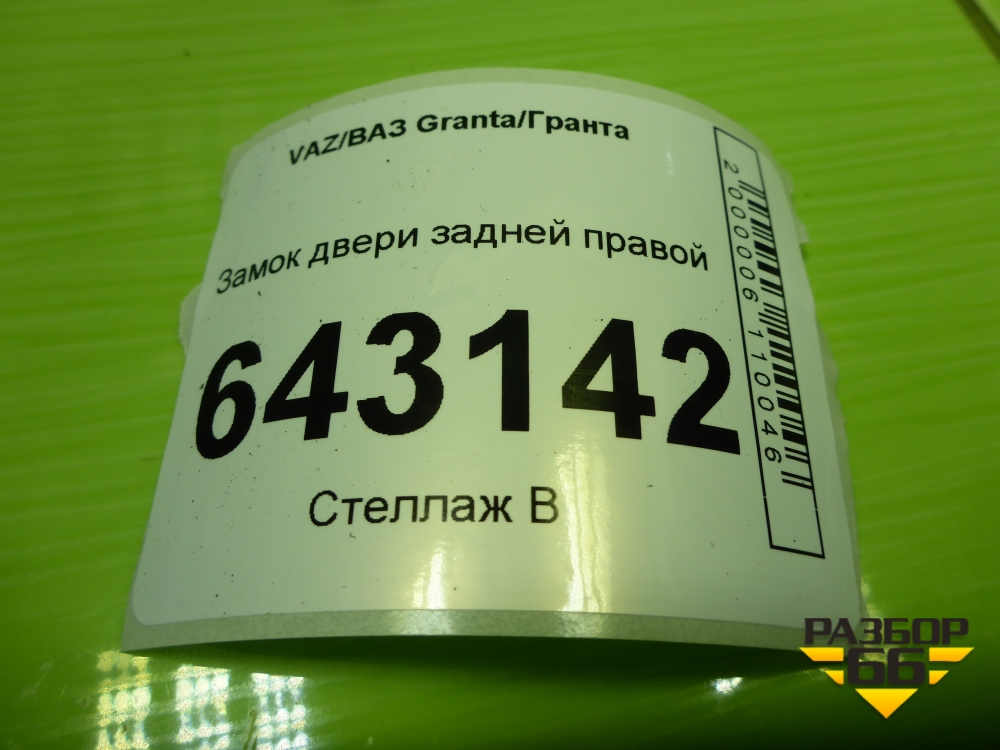 VAZ/ВАЗ Granta/Гранта
Замок двери задней правой
643142
Стеллаж В
2000006110046
РАЗБОР
66